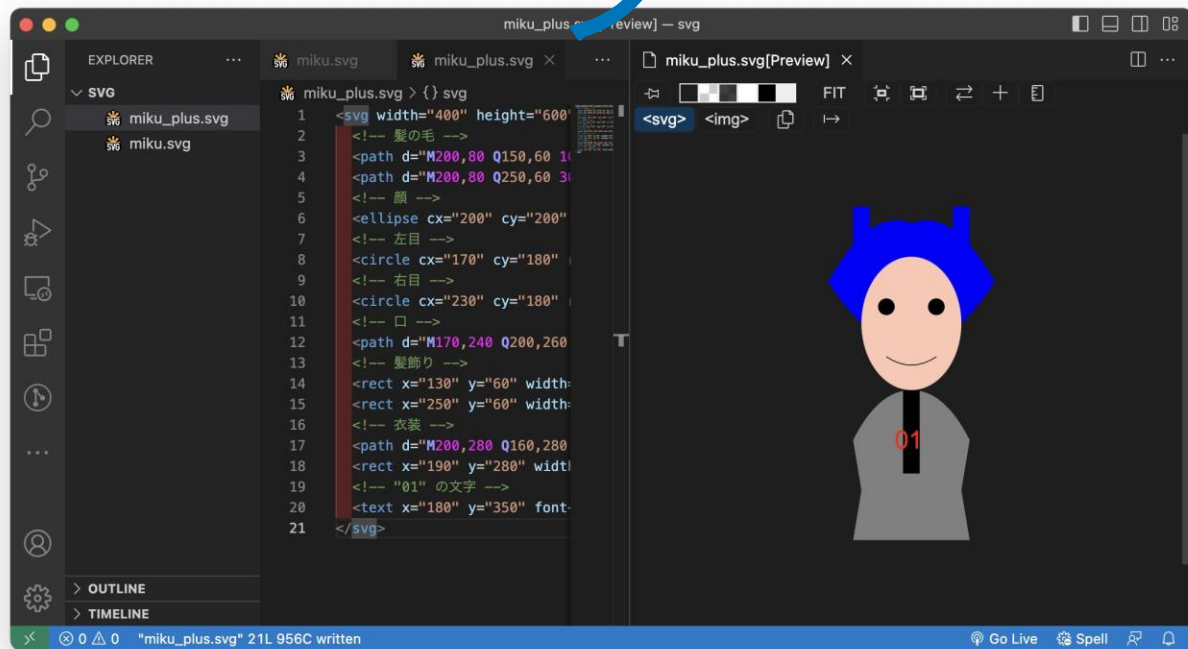 miku_plus.svg[Preview] — svg
EXPLORER ...
SVG
miku_plus.svg
miku.svg
miku.svg miku_plus.svg × ...
miku_plus.svg > {} svg
1 <svg width="400" height="600"
2 <!-- 髪の毛 -->
3 <path d="M200,80 Q150,60
4 <path d="M200,80 Q250,60
5 <!-- 顔 -->
6 <ellipse cx="200" cy="200"
7 <!-- 左目 -->
8 <circle cx="170" cy="180"
9 <!-- 右目 -->
10 <circle cx="230" cy="180"
11 <!-- 口 -->
12 <path d="M170,240 Q200,260
13 <!-- 髪飾り -->
14 <rect x="130" y="60" width=
15 <rect x="250" y="60" width=
16 <!-- 衣装 -->
17 <path d="M200,280 Q160,280
18 <rect x="190" y="280"
19 <!-- "01" の文字 -->
20 <text x="180" y="350" font-
21 </svg>
miku_plus.svg[Preview] × ...
FIT
<svg> <img>
01
OUTLINE
TIMELINE
0 0 "miku_plus.svg" 21L 956C written Go Live Spell